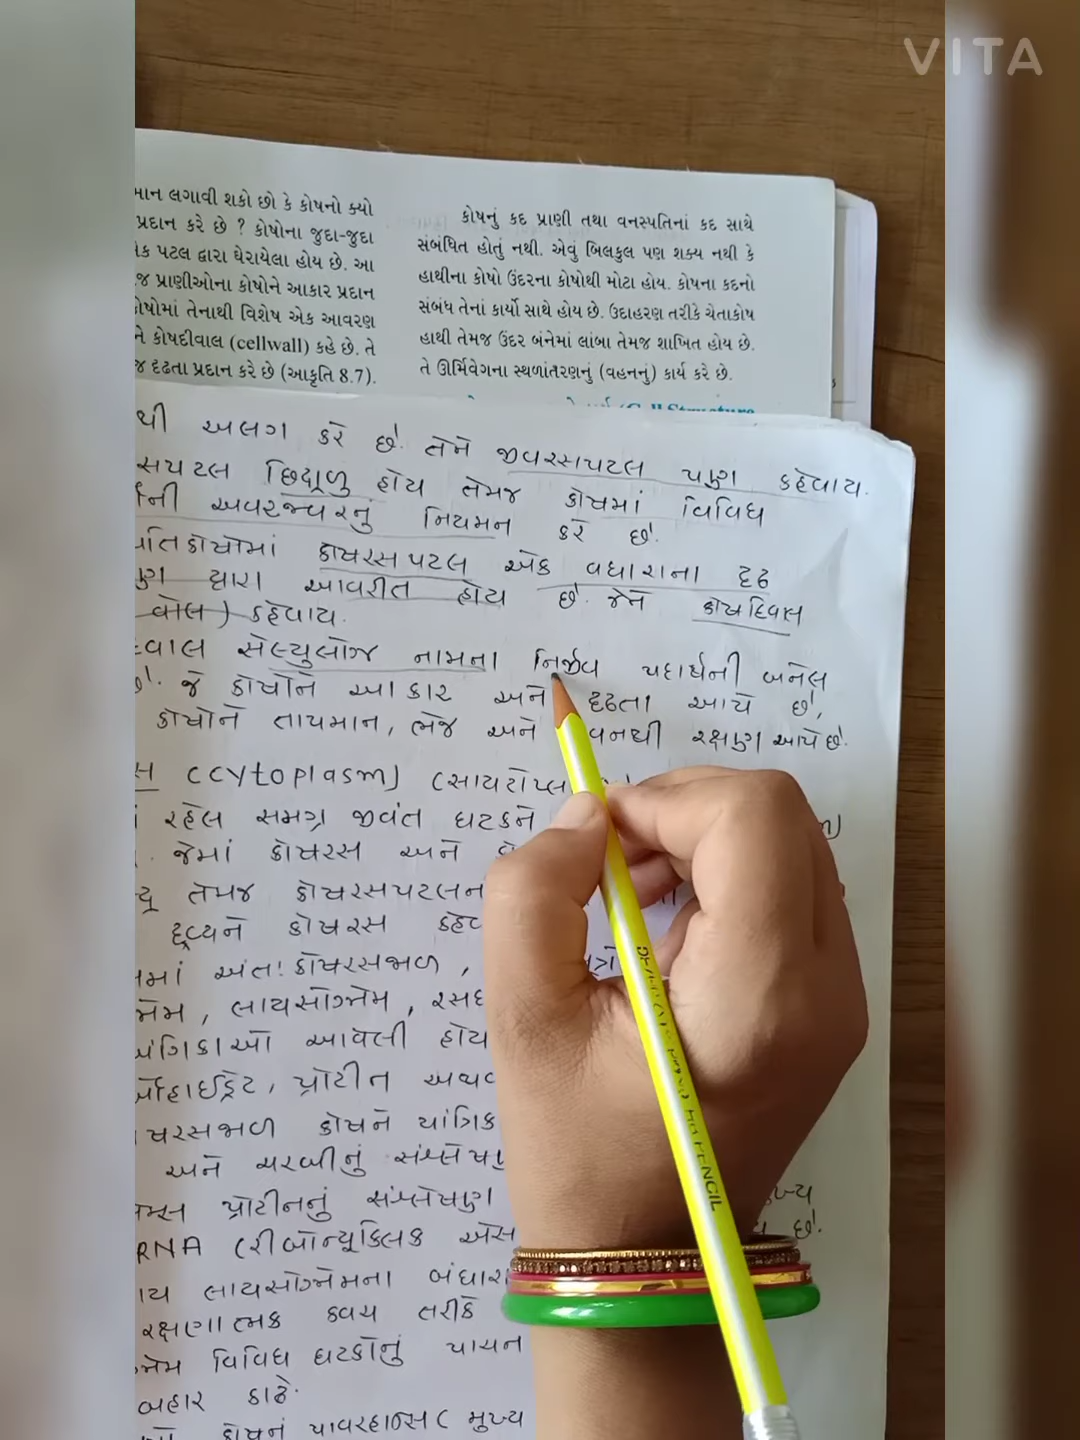 VITA
માન લગાવી શકો છો કે કોષનો ક્યો
પ્રદાન કરે છે ? કોષોના જુદા-જુદા
એક પટલ દ્વારા ઘેરાયેલા હોય છે. આ
જ પ્રાણીઓના કોષોને આકાર પ્રદાન
કોષોમાં તેનાથી વિશેષ એક આવરણ
ને કોષદીવાલ (cellwall) કહે છે. તે
જ દૃઢતા પ્રદાન કરે છે (આકૃતિ 8.7).
કોષનું કદ પ્રાણી તથા વનસ્પતિનાં કદ સાથે
સંબંધિત હોતું નથી. એવું બિલકુલ પણ શક્ય નથી કે
હાથીના કોષો ઉંદરના કોષોથી મોટા હોય. કોષના કદનો
સંબંધ તેનાં કાર્યો સાથે હોય છે. ઉદાહરણ તરીકે ચેતાકોષ
હાથી તેમજ ઉંદર બંનેમાં લાંબા તેમજ શાખિત હોય છે.
તે ઊર્મિવેગના સ્થળાંતરણનું (વહનનું) કાર્ય કરે છે.
થી અલગ કરે છે. તેને જીવરસપટલ પણ કહેવાય.
સપટલ છિદ્રાળુ હોય તેમજ કોષમાં વિવિધ
ની અવરજવરનું નિયમન કરે છે.
પતિકોષોમાં કોષરસપટલ એક વધારાના દૃઢ
દ્વારા આવરીત હોય છે. જેને કોષદિવાલ
વોલ) કહેવાય.
દિવાલ સેલ્યુલોઝ નામના નિર્જીવ પદાર્થની બનેલ
છે. જે કોષોને આકાર અને દૃઢતા આપે છે,
કોષોને તાપમાન, ભેજ અને પવનથી રક્ષણ આપે છે.
સ (cytoplasm) (સાયટોપ્લ
રહેલ સમગ્ર જીવંત ઘટકને
જેમાં કોષરસ અને
તેમજ કોષરસપટલન
દ્રવ્યને કોષરસ કહેવ
માં અંતઃકોષરસજાળ,
લાયસોઝોમ, રસધ
અંગિકાઓ આવેલી હોય
કાર્બોહાઈડ્રેટ, પ્રોટીન અથવ
કોષરસજાળ કોષને યાંત્રિક
અને ચરબીનું સંશ્લેષણ
પ્રોટીનનું સંશ્લેષણ
RNA (રીબોન્યૂક્લિક એસ
છે.
લાયસોઝોમના બંધાર
રક્ષણાત્મક કવચ તરીકે
વિવિધ ઘટકોનું પાચન
બહાર કાઢે.
કોષનું પાવરહાઉસ ( મુખ્ય